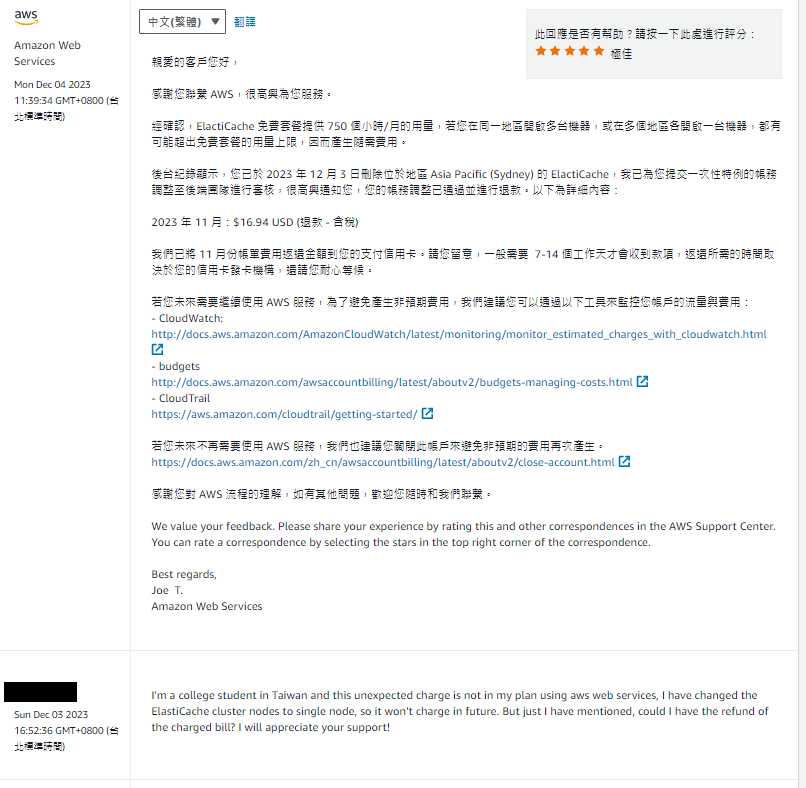 aws
Amazon Web
Services
Mon Dec 04 2023
11:39:34 GMT+0800 (台
北標準時間)
中文(繁體) ▼ 翻譯
此回應是否有幫助？請按一下此處進行評分：
★★★★★ 極佳
親愛的客戶您好，
感謝您聯繫 AWS，很高興為您服務。
經確認，ElactiCache 免費套餐提供 750 個小時/月的用量，若您在同一地區開啟多台機器，或在多個地區各開啟一台機器，都有
可能超出免費套餐的用量上限，因而產生隨需費用。
後台紀錄顯示，您已於 2023 年 12 月 3 日刪除位於地區 Asia Pacific (Sydney) 的 ElactiCache，我已為您提交一次性特例的帳務
調整至後端團隊進行審核，很高興通知您，您的帳務調整已通過並進行退款。以下為詳細內容：
2023 年 11 月：$16.94 USD (退款 - 含稅)
我們已將 11 月份帳單費用返還金額到您的支付信用卡。請您留意，一般需要 7-14 個工作天才會收到款項，返還所需的時間取
決於您的信用卡發卡機構，還請您耐心等候。
若您未來需要繼續使用 AWS 服務，為了避免產生非預期費用，我們建議您可以通過以下工具來監控您帳戶的流量與費用：
- CloudWatch:
http://docs.aws.amazon.com/AmazonCloudWatch/latest/monitoring/monitor_estimated_charges_with_cloudwatch.html
- budgets
http://docs.aws.amazon.com/awsaccountbilling/latest/aboutv2/budgets-managing-costs.html
- CloudTrail
https://aws.amazon.com/cloudtrail/getting-started/
若您未來不再需要使用 AWS 服務，我們也建議您關閉此帳戶來避免非預期的費用再次產生。
https://docs.aws.amazon.com/zh_cn/awsaccountbilling/latest/aboutv2/close-account.html
感謝您對 AWS 流程的理解，如有其他問題，歡迎您隨時和我們聯繫。
We value your feedback. Please share your experience by rating this and other correspondences in the AWS Support Center.
You can rate a correspondence by selecting the stars in the top right corner of the correspondence.
Best regards,
Joe T.
Amazon Web Services
Sun Dec 03 2023
16:52:36 GMT+0800 (台
北標準時間)
I'm a college student in Taiwan and this unexpected charge is not in my plan using aws web services, I have changed the
ElastiCache cluster nodes to single node, so it won't charge in future. But just I have mentioned, could I have the refund of
the charged bill? I will appreciate your support!